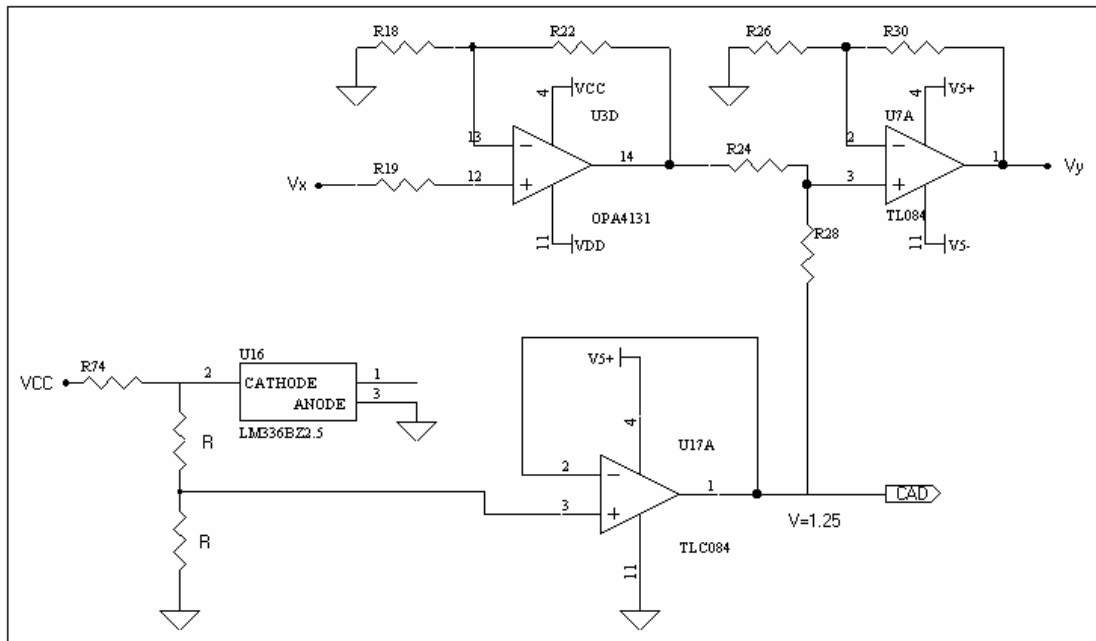 R18
R22
R26
R30
VCC
4
U3D
V5+
4
U7A
13
R19
Vx
12
14
R24
2
3
1
Vy
OPA4131
11
VDD
TL084
R28
11
V5-
U16
R74
VCC
2
CATHODE
1
ANODE
3
LM336BZ2.5
V5+
4
U17A
R
2
3
1
CAD
V=1.25
R
TLC084
11